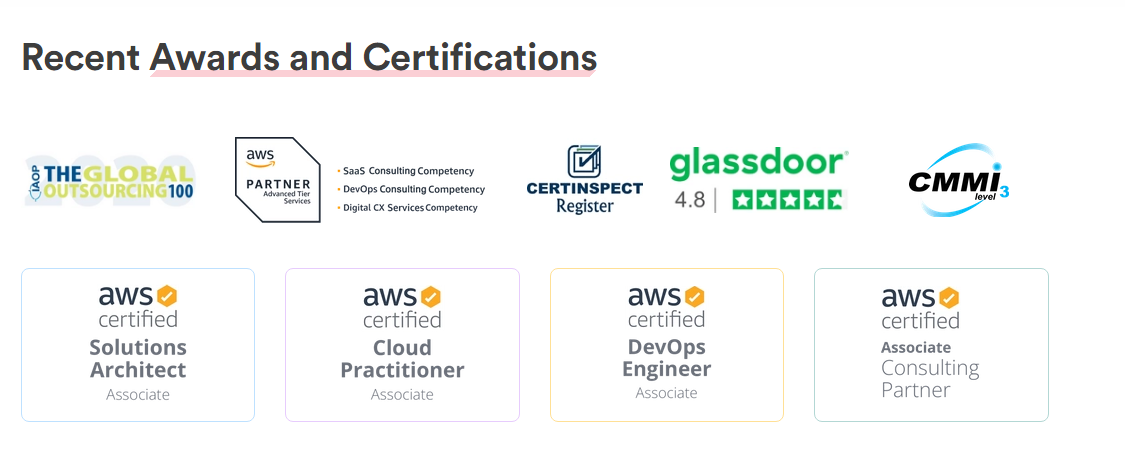 Recent Awards and Certifications
2020
IAOP THE GLOBAL
OUTSOURCING 100
aws
PARTNER
Advanced Tier
Services
• SaaS Consulting Competency
• DevOps Consulting Competency
• Digital CX Services Competency
CERTINSPECT
Register
glassdoor
4.8
CMMi 3
level
aws
certified
Solutions
Architect
Associate
aws
certified
Cloud
Practitioner
Associate
aws
certified
DevOps
Engineer
Associate
aws
certified
Associate
Consulting
Partner